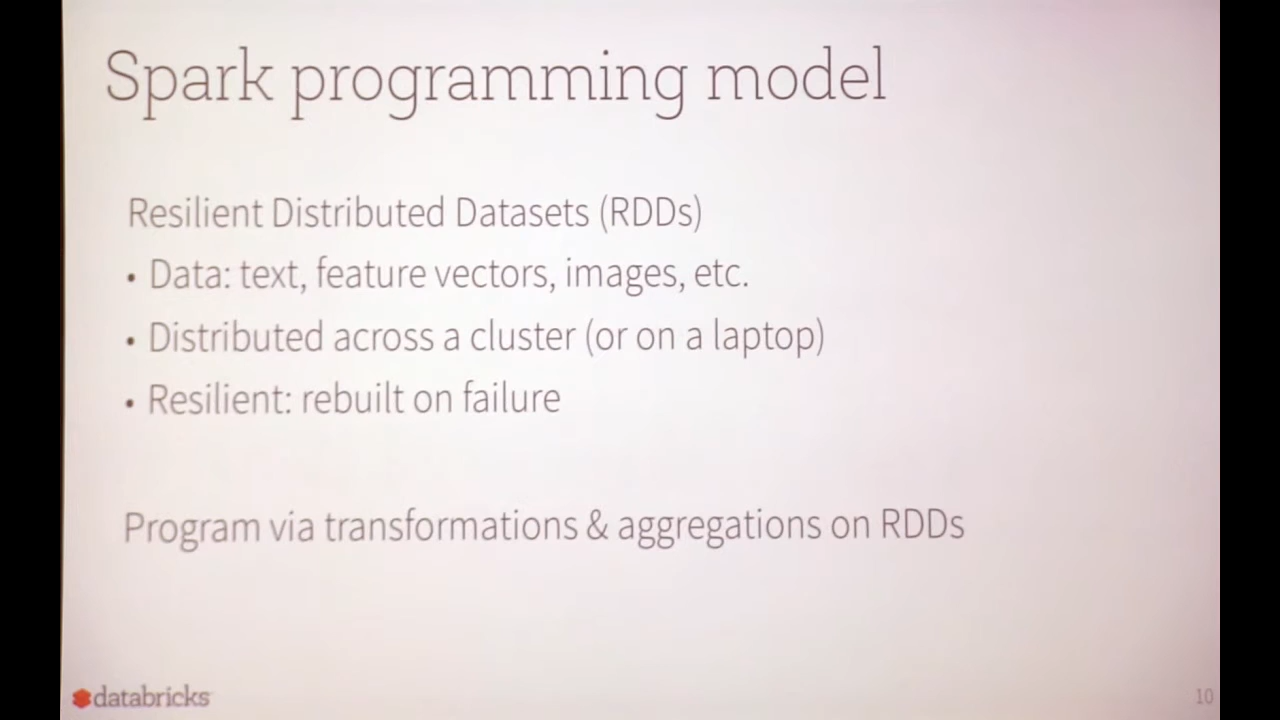 Spark programming model
Resilient Distributed Datasets (RDDs)
• Data: text, feature vectors, images, etc.
• Distributed across a cluster (or on a laptop)
• Resilient: rebuilt on failure
Program via transformations & aggregations on RDDs
databricks
10